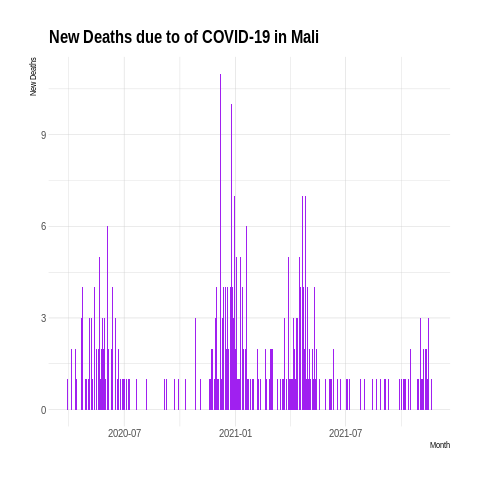 New Deaths due to of COVID-19 in Mali
New Deaths
9
6
3
0
2020-07 2021-01 2021-07
Month